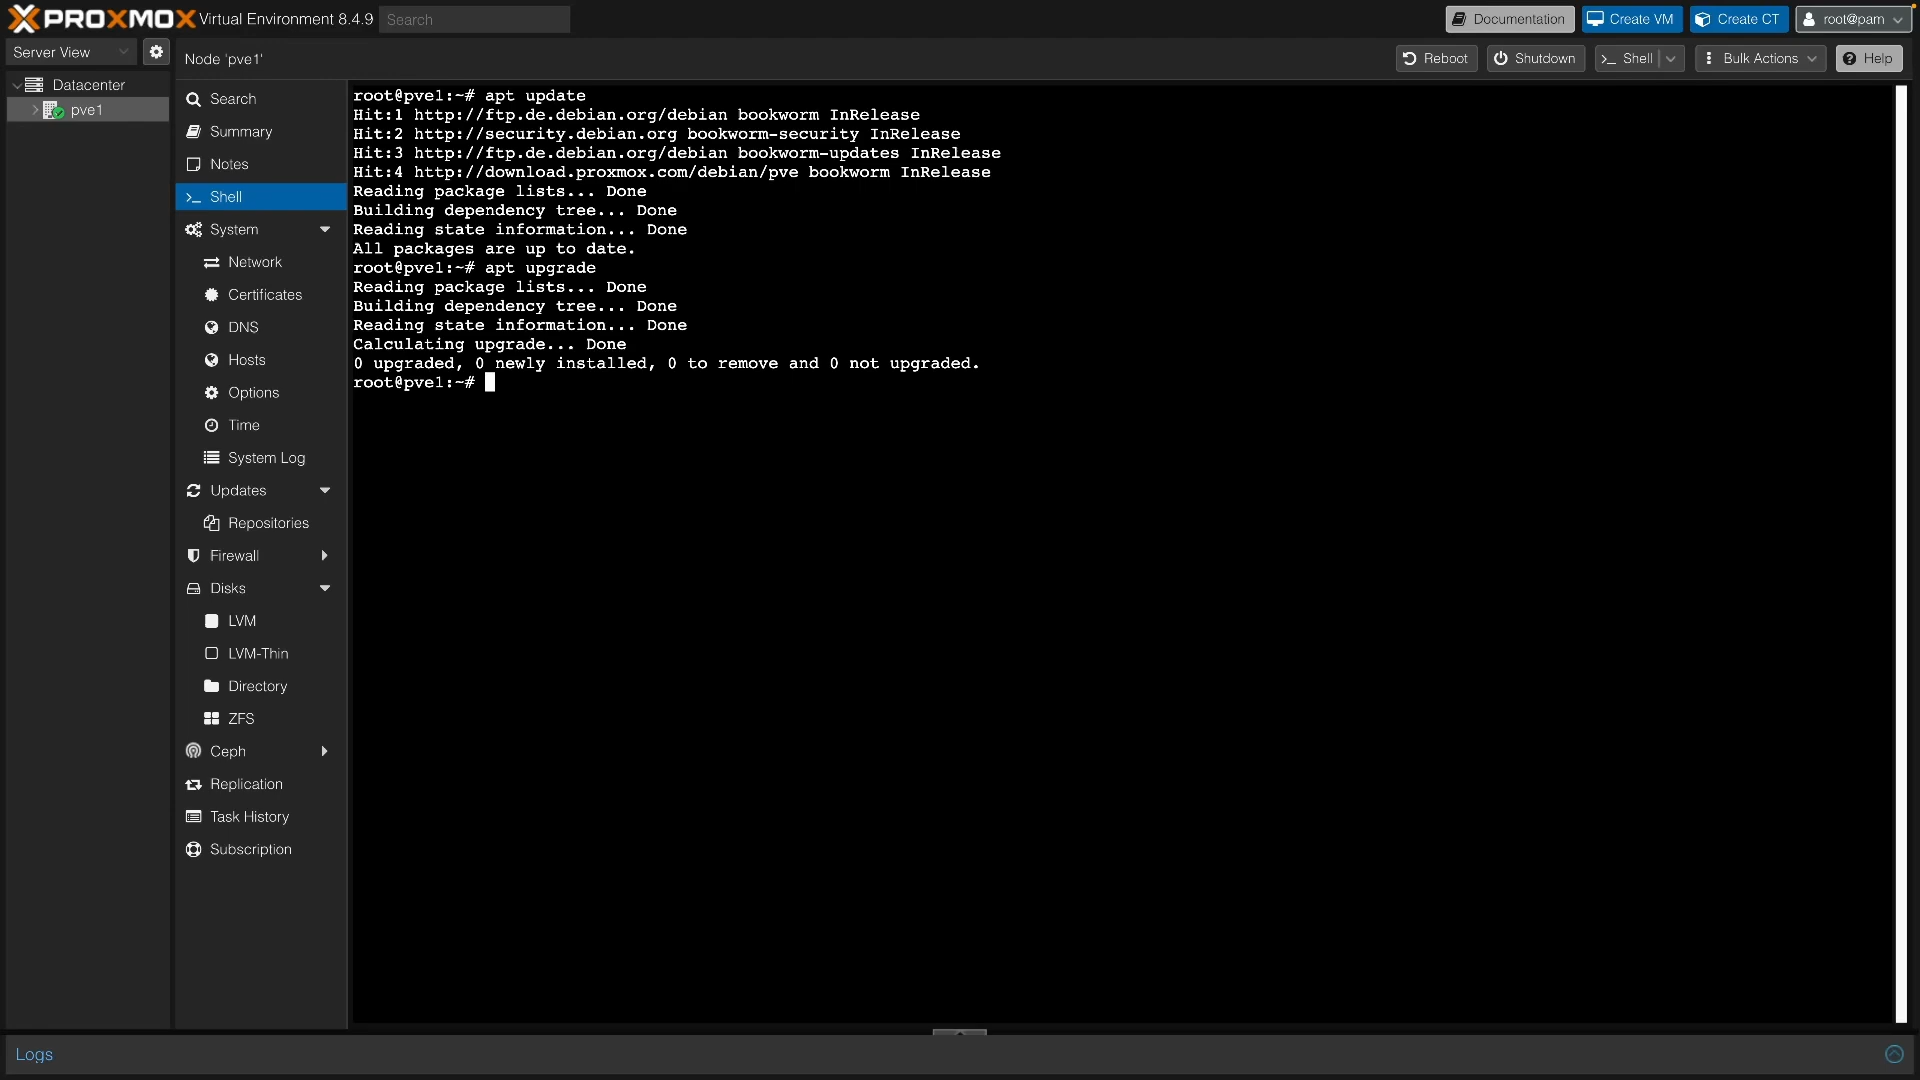 PROXMOX Virtual Environment 8.4.9 Search Documentation Create VM Create CT root@pam
Server View
Datacenter
pve1
Node 'pve1' Reboot Shutdown Shell Bulk Actions Help
Search
Summary
Notes
Shell
System
Network
Certificates
DNS
Hosts
Options
Time
System Log
Updates
Repositories
Firewall
Disks
LVM
LVM-Thin
Directory
ZFS
Ceph
Replication
Task History
Subscription
root@pve1:~# apt update
Hit:1 http://ftp.de.debian.org/debian bookworm InRelease
Hit:2 http://security.debian.org bookworm-security InRelease
Hit:3 http://ftp.de.debian.org/debian bookworm-updates InRelease
Hit:4 http://download.proxmox.com/debian/pve bookworm InRelease
Reading package lists... Done
Building dependency tree... Done
Reading state information... Done
All packages are up to date.
root@pve1:~# apt upgrade
Reading package lists... Done
Building dependency tree... Done
Reading state information... Done
Calculating upgrade... Done
0 upgraded, 0 newly installed, 0 to remove and 0 not upgraded.
root@pve1:~#
Logs